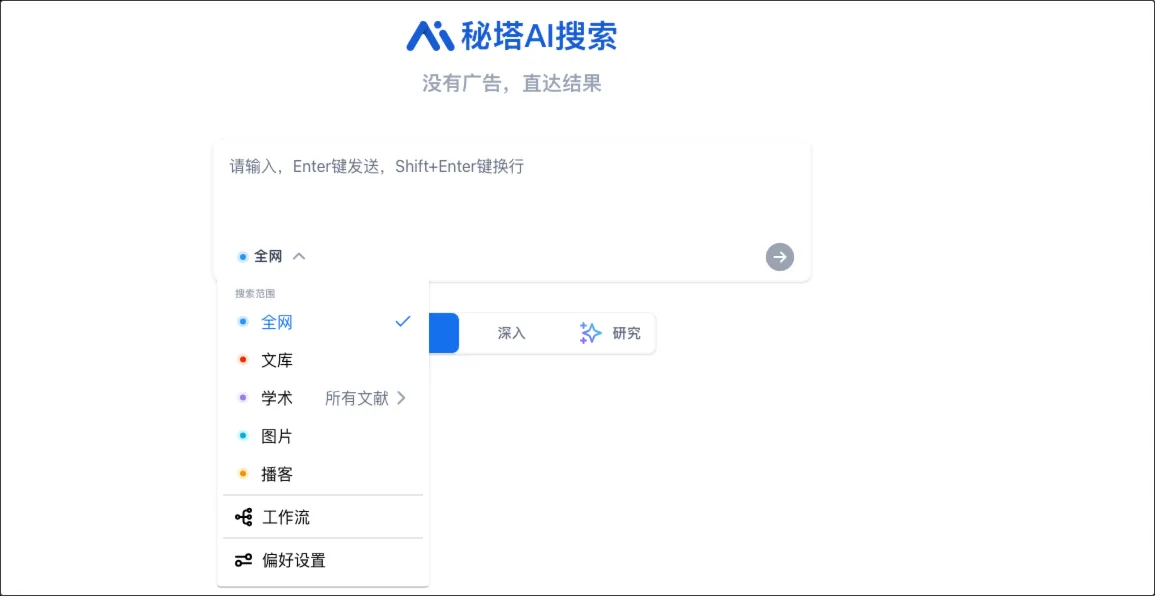 秘塔AI搜索
没有广告，直达结果
请输入，Enter键发送，Shift+Enter键换行
全网
搜索范围
全网
深入 研究
文库
学术 所有文献
图片
播客
工作流
偏好设置